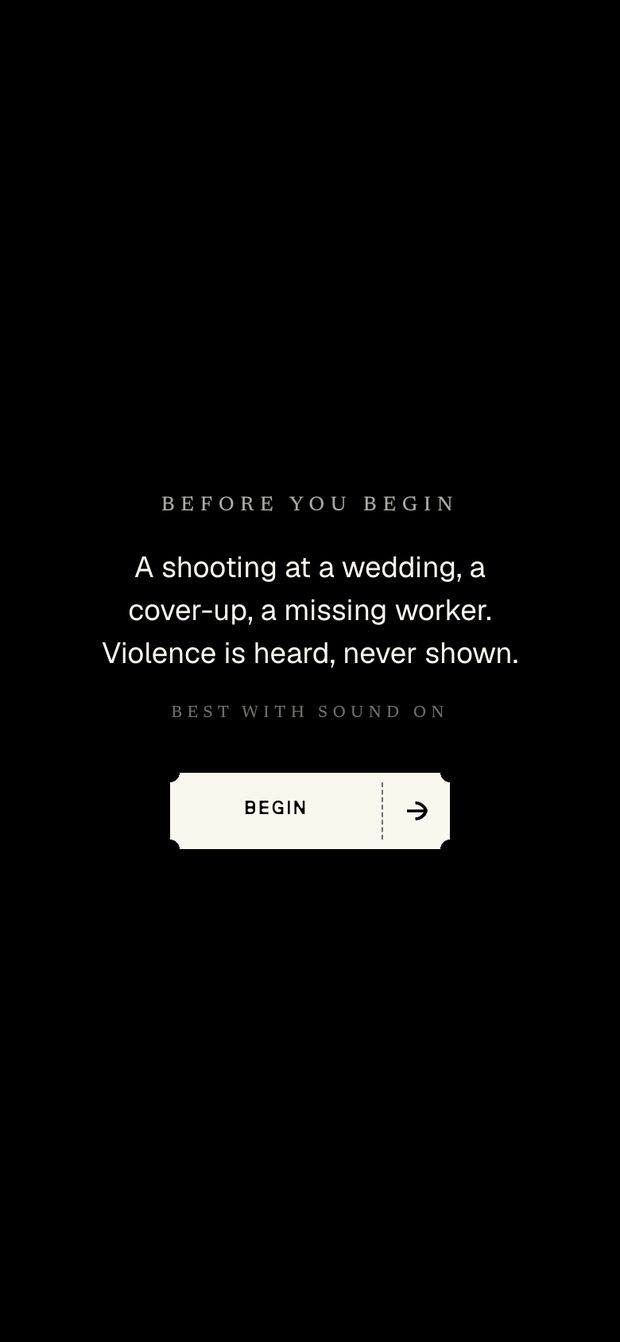 BEFORE YOU BEGIN
A shooting at a wedding, a
cover-up, a missing worker.
Violence is heard, never shown.
BEST WITH SOUND ON
BEGIN